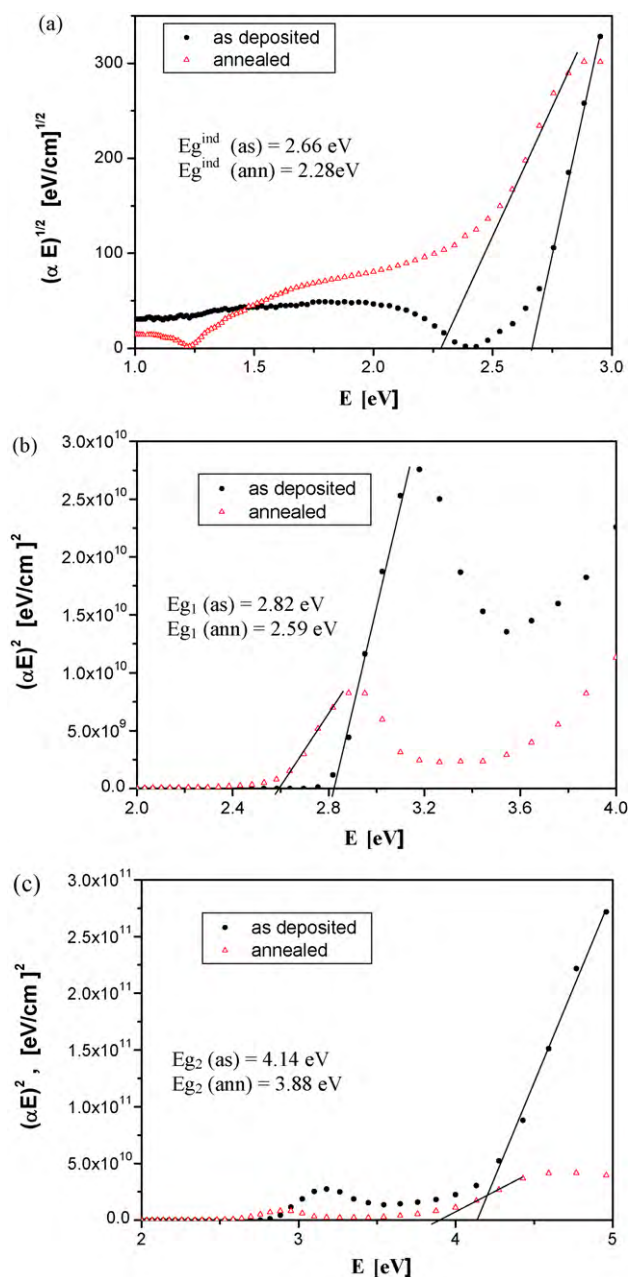 (a)
as deposited
annealed
300
200
100
0
(α E)^1/2 [eV/cm]^1/2
Eg^ind (as) = 2.66 eV
Eg^ind (ann) = 2.28eV
1.0 1.5 2.0 2.5 3.0
E [eV]
(b)
as deposited
annealed
3.0x10^10
2.5x10^10
2.0x10^10
1.5x10^10
1.0x10^10
5.0x10^9
0.0
(αE)^2 [eV/cm]^2
Eg1 (as) = 2.82 eV
Eg1 (ann) = 2.59 eV
2.0 2.4 2.8 3.2 3.6 4.0
E [eV]
(c)
as deposited
annealed
3.0x10^11
2.5x10^11
1.5x10^11
1.0x10^11
5.0x10^10
0.0
(αE)^2 , [eV/cm]^2
Eg2 (as) = 4.14 eV
Eg2 (ann) = 3.88 eV
2 3 4 5
E [eV]